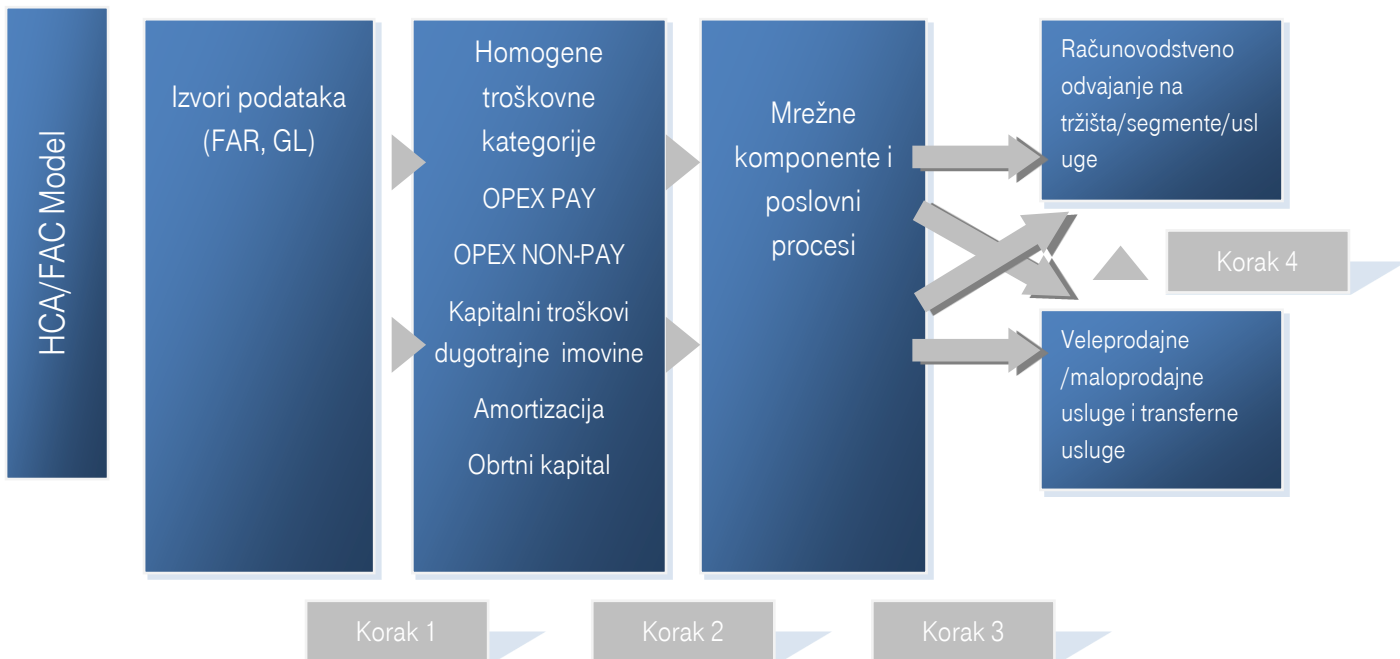 HCA/FAC Model
Izvori podataka
(FAR, GL)
Homogene
troškovne
kategorije
OPEX PAY
OPEX NON-PAY
Kapitalni troškovi
dugotrajne imovine
Amortizacija
Obrtni kapital
Mrežne
komponente i
poslovni
procesi
Računovodstveno
odvajanje na
tržišta/segmente/usl
uge
Korak 4
Veleprodajne
/maloprodajne
usluge i transferne
usluge
Korak 1
Korak 2
Korak 3